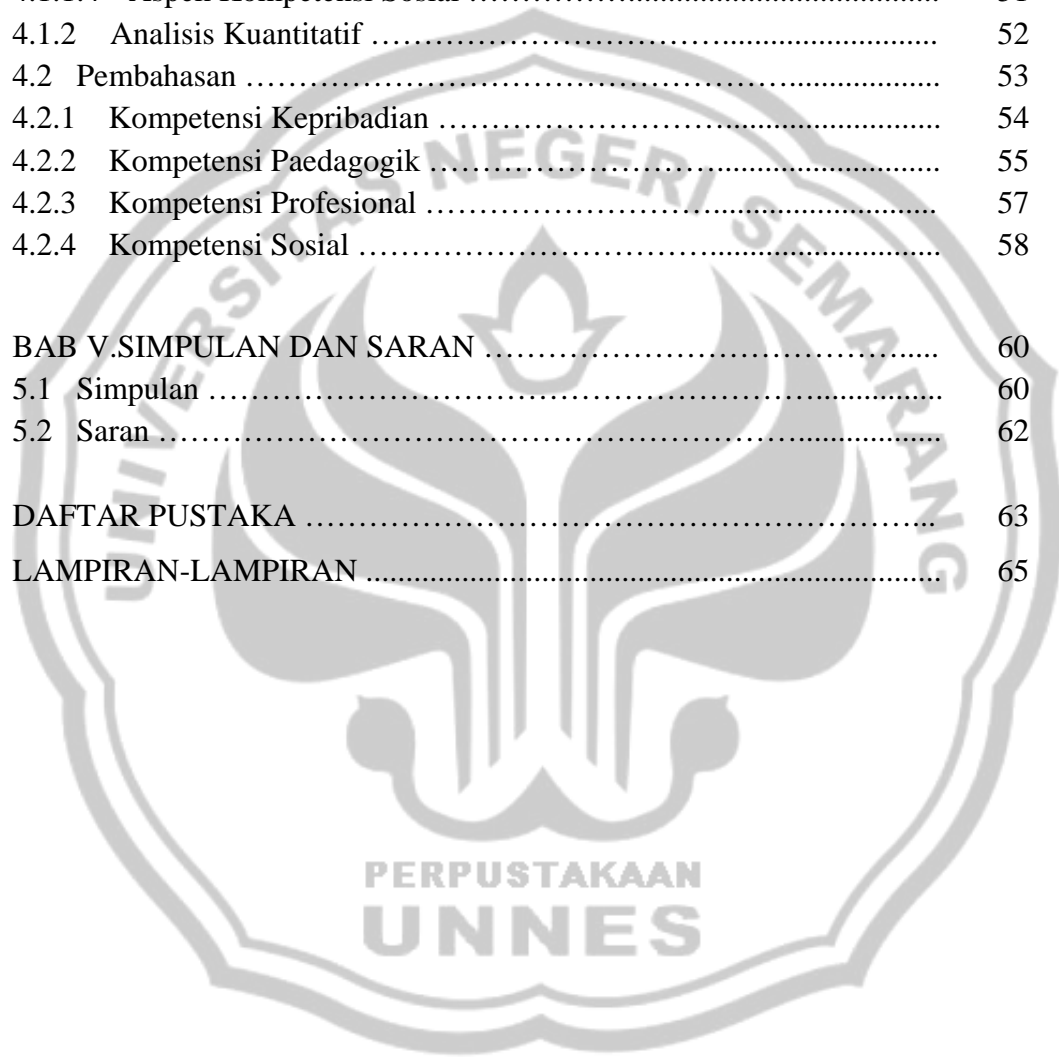 4.1.2 Analisis Kuantitatif ……………………………………........................ 52
4.2 Pembahasan ……………………………………………….................. 53
4.2.1 Kompetensi Kepribadian …………………………........................ 54
4.2.2 Kompetensi Paedagogik …………………………........................ 55
4.2.3 Kompetensi Profesional …………………………........................ 57
4.2.4 Kompetensi Sosial ………………………………........................ 58
BAB V.SIMPULAN DAN SARAN …………………………………….... 60
5.1 Simpulan …………………………………………………............... 60
5.2 Saran ……………………………………………………................. 62
DAFTAR PUSTAKA ……………………………………………………... 63
LAMPIRAN-LAMPIRAN ................................................................... 65
UNIVERSITAS NEGERI SEMARANG
PERPUSTAKAAN
UNNES